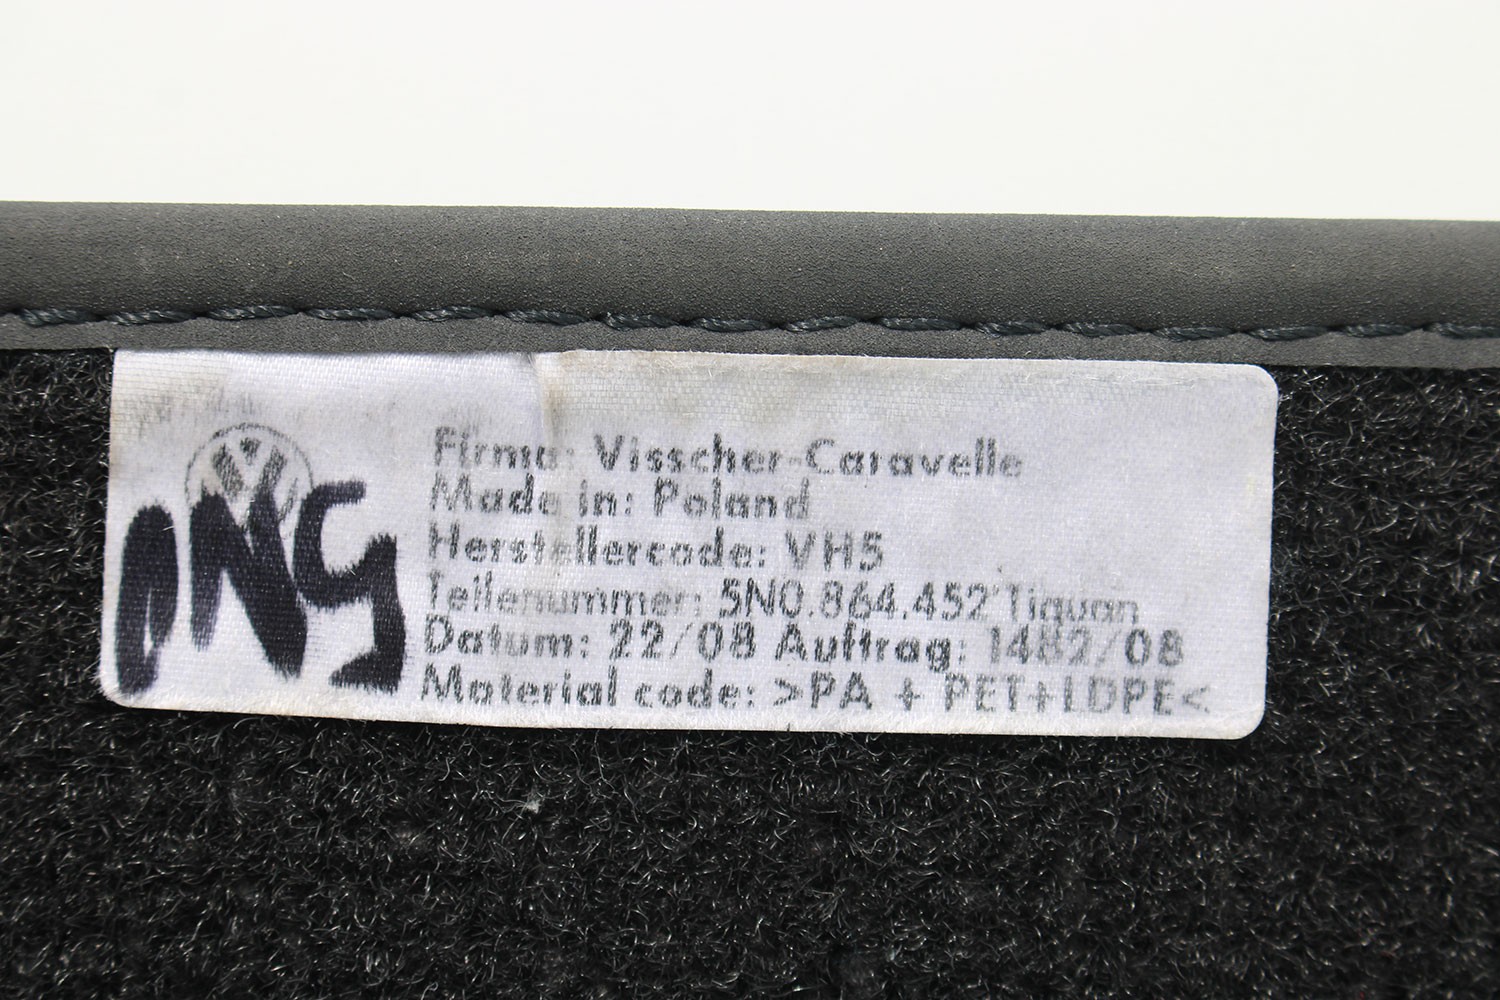 Firma: Visscher-Caravelle
Made in: Poland
Herstellercode: VH5
Teilenummer: 5N0.864.452 Tiquan
Datum: 22/08 Auftrag: 1482/08
Material code: >PA + PET+LDPE<